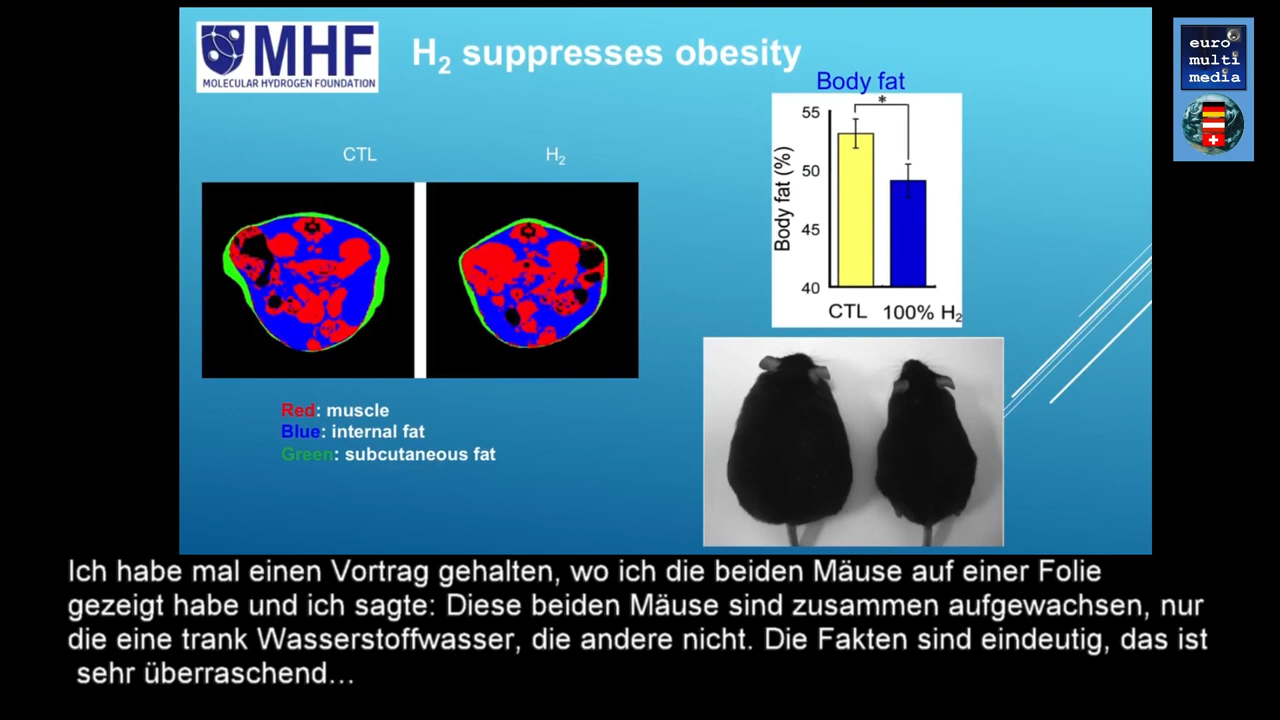 MHF
MOLECULAR HYDROGEN FOUNDATION
H₂ suppresses obesity
euro
multi
media
Body fat
CTL
H₂
Body fat (%)
55
*
50
45
40
CTL 100% H₂
Red: muscle
Blue: internal fat
Green: subcutaneous fat
Ich habe mal einen Vortrag gehalten, wo ich die beiden Mäuse auf einer Folie
gezeigt habe und ich sagte: Diese beiden Mäuse sind zusammen aufgewachsen, nur
die eine trank Wasserstoffwasser, die andere nicht. Die Fakten sind eindeutig, das ist
sehr überraschend...